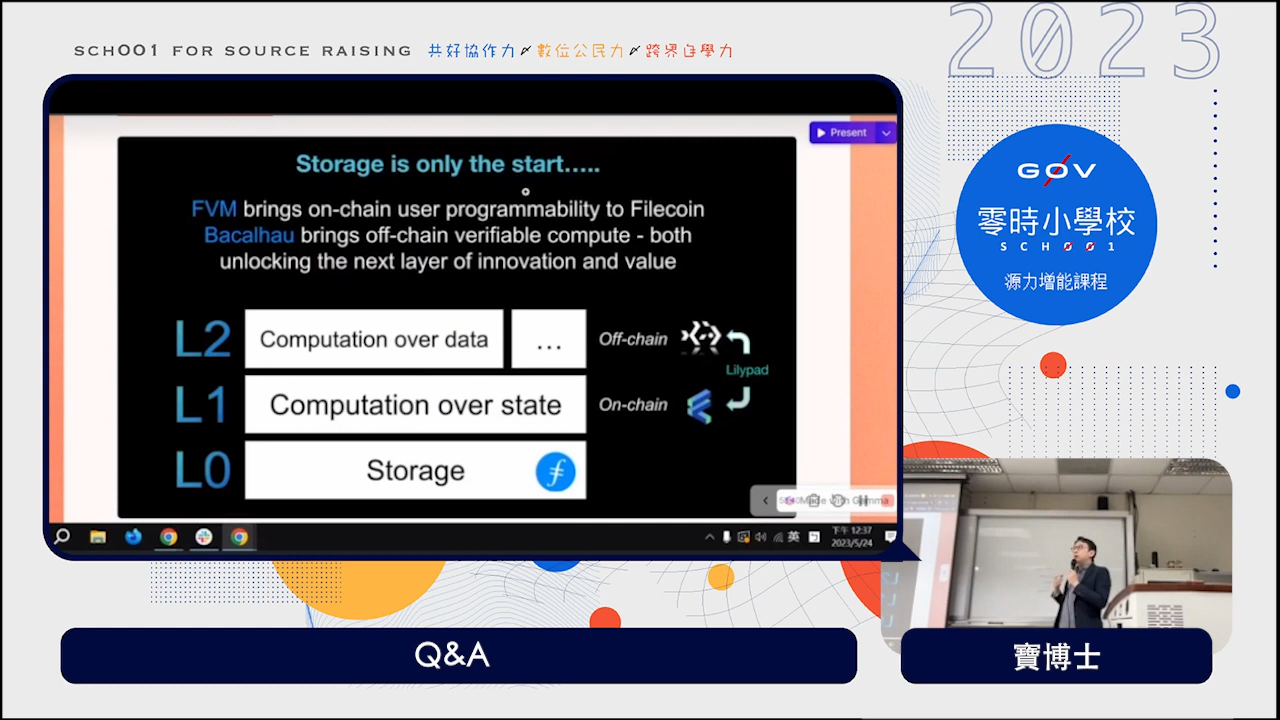 SCH001 FOR SOURCE RAISING 共好協作力 數位公民力 跨界自學力
2023
Present
Storage is only the start.....
FVM brings on-chain user programmability to Filecoin
Bacalhau brings off-chain verifiable compute - both
unlocking the next layer of innovation and value
L2 Computation over data ... Off-chain
Lilypad
L1 Computation over state On-chain
L0 Storage
Made with Gamma
英
下午 12:37
2023/5/24
G0V
零時小學校
SCH001
源力增能課程
Q&A
寶博士